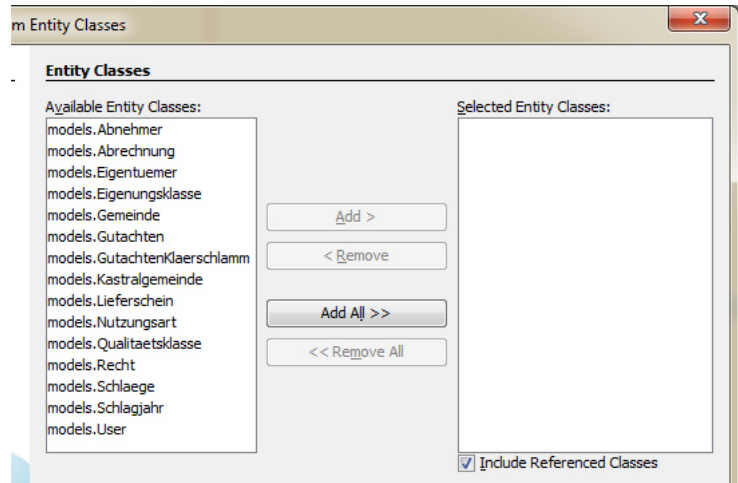 m Entity Classes
Entity Classes
Available Entity Classes:
models.Abnehmer
models.Abrechnung
models.Eigentuemer
models.Eigenungsklasse
models.Gemeinde
models.Gutachten
models.GutachtenKlaerschlamm
models.Kastralgemeinde
models.Lieferschein
models.Nutzungsart
models.Qualitaetsklasse
models.Recht
models.Schlaege
models.Schlagjahr
models.User
Add >
< Remove
Add All >>
<< Remove All
Selected Entity Classes:
Include Referenced Classes